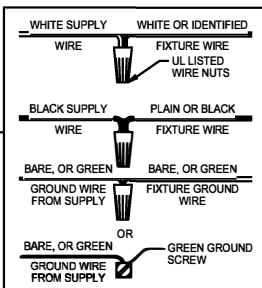 WHITE SUPPLY WHITE OR IDENTIFIED
WIRE FIXTURE WIRE
UL LISTED
WIRE NUTS
BLACK SUPPLY PLAIN OR BLACK
WIRE FIXTURE WIRE
BARE, OR GREEN BARE, OR GREEN
GROUND WIRE FIXTURE GROUND
FROM SUPPLY WIRE
OR
BARE, OR GREEN GREEN GROUND
SCREW
GROUND WIRE
FROM SUPPLY